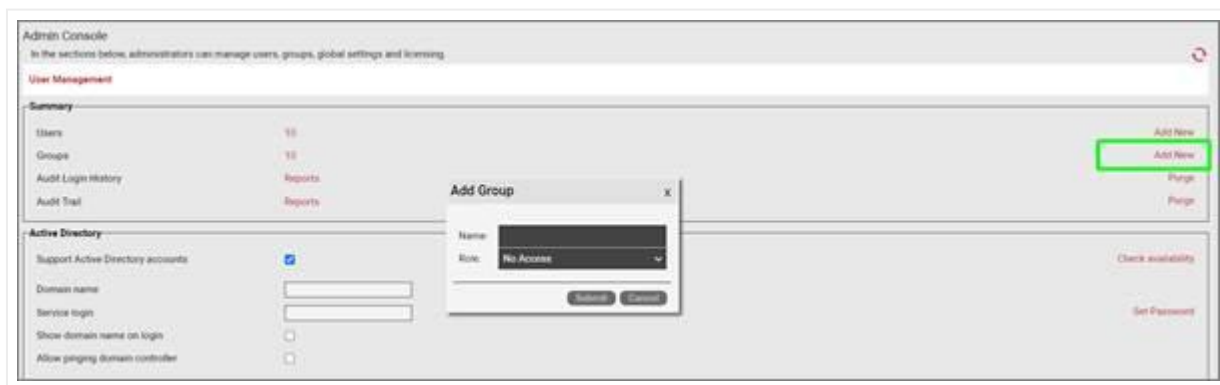 Admin Console
In the sections below, administrators can manage users, groups, global settings and licensing.
User Management
Summary
Users 10 Add New
Groups 10 Add New
Audit Login History Reports Purge
Audit Trail Reports Purge
Add Group x
Name:
Role: No Access
Submit Cancel
Active Directory
Support Active Directory accounts Check availability
Domain name
Service login Set Password
Show domain name on login
Allow pinging domain controller